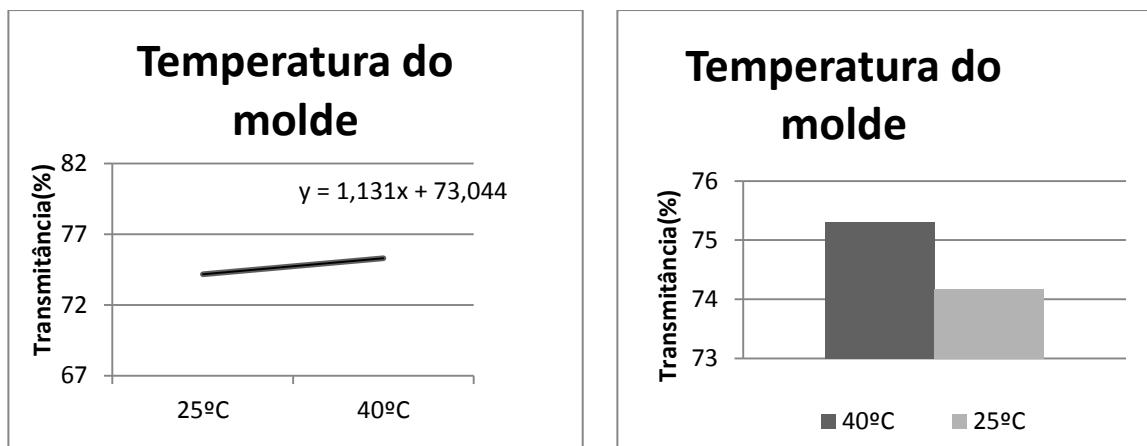 Temperatura do
molde
Transmitância(%)
82
77
72
67
y = 1,131x + 73,044
25ºC 40ºC
Temperatura do
molde
Transmitância(%)
76
75
74
73
40ºC 25ºC